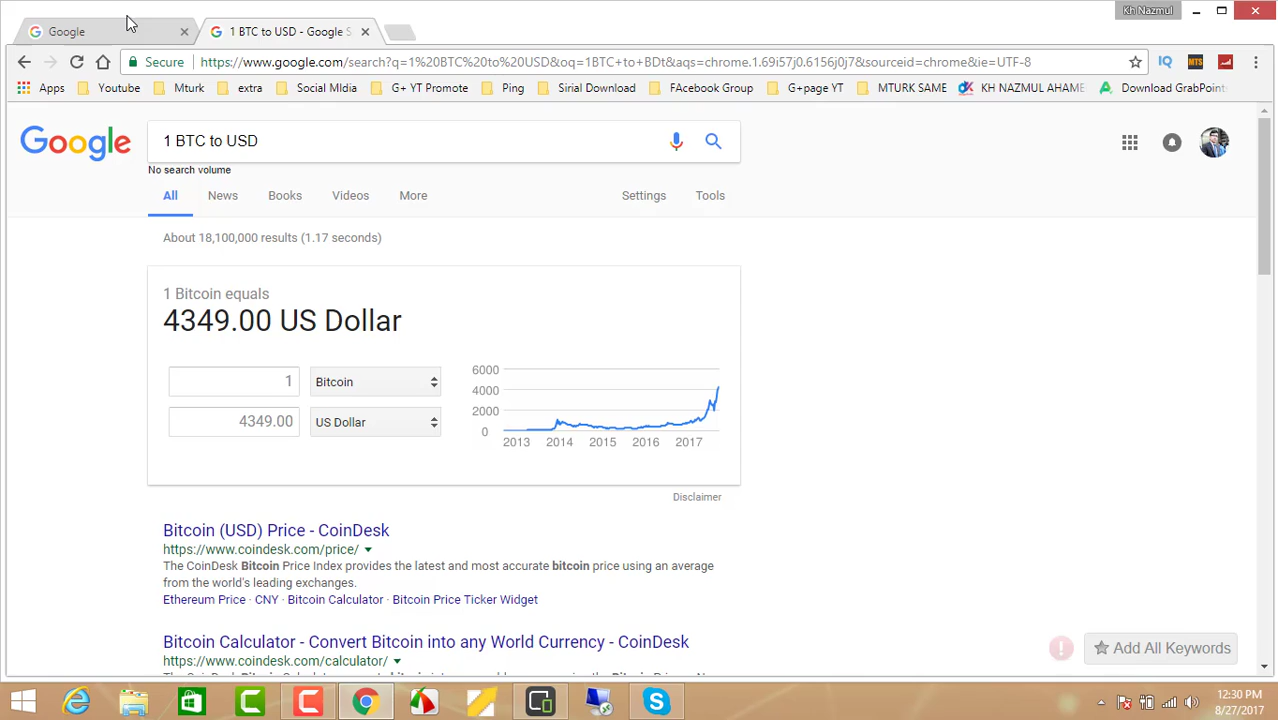 Kh Nazmul
Google
1 BTC to USD - Google S
Secure https://www.google.com/search?q=1%20BTC%20to%20USD&oq=1BTC+to+BDt&aqs=chrome.1.69i57j0.6156j0j7&sourceid=chrome&ie=UTF-8
IQ
MTS
Apps Youtube Mturk extra Social MIdia G+ YT Promote Ping Sirial Download FAcebook Group G+page YT MTURK SAME KH NAZMUL AHAME Download GrabPoints
Google
1 BTC to USD
No search volume
All News Books Videos More Settings Tools
About 18,100,000 results (1.17 seconds)
1 Bitcoin equals
4349.00 US Dollar
1 Bitcoin
4349.00 US Dollar
6000
4000
2000
0
2013 2014 2015 2016 2017
Disclaimer
Bitcoin (USD) Price - CoinDesk
https://www.coindesk.com/price/
The CoinDesk Bitcoin Price Index provides the latest and most accurate bitcoin price using an average
from the world's leading exchanges.
Ethereum Price · CNY · Bitcoin Calculator · Bitcoin Price Ticker Widget
Bitcoin Calculator - Convert Bitcoin into any World Currency - CoinDesk
https://www.coindesk.com/calculator/
Add All Keywords
12:30 PM
8/27/2017